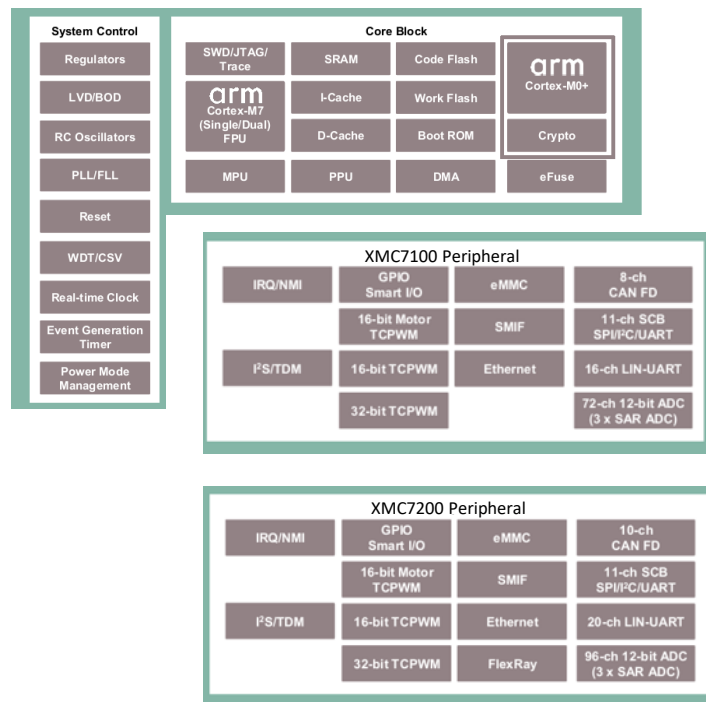 System Control
Regulators
LVD/BOD
RC Oscillators
PLL/FLL
Reset
WDT/CSV
Real-time Clock
Event Generation
Timer
Power Mode
Management
Core Block
SWD/JTAG/
Trace
SRAM
Code Flash
arm
Cortex-M0+
arm
Cortex-M7
(Single/Dual)
FPU
I-Cache
Work Flash
D-Cache
Boot ROM
Crypto
MPU
PPU
DMA
eFuse
XMC7100 Peripheral
IRQ/NMI
GPIO
Smart I/O
eMMC
8-ch
CAN FD
16-bit Motor
TCPWM
SMIF
11-ch SCB
SPI/I²C/UART
I²S/TDM
16-bit TCPWM
Ethernet
16-ch LIN-UART
32-bit TCPWM
72-ch 12-bit ADC
(3 x SAR ADC)
XMC7200 Peripheral
IRQ/NMI
GPIO
Smart I/O
eMMC
10-ch
CAN FD
16-bit Motor
TCPWM
SMIF
11-ch SCB
SPI/I²C/UART
I²S/TDM
16-bit TCPWM
Ethernet
20-ch LIN-UART
32-bit TCPWM
FlexRay
96-ch 12-bit ADC
(3 x SAR ADC)